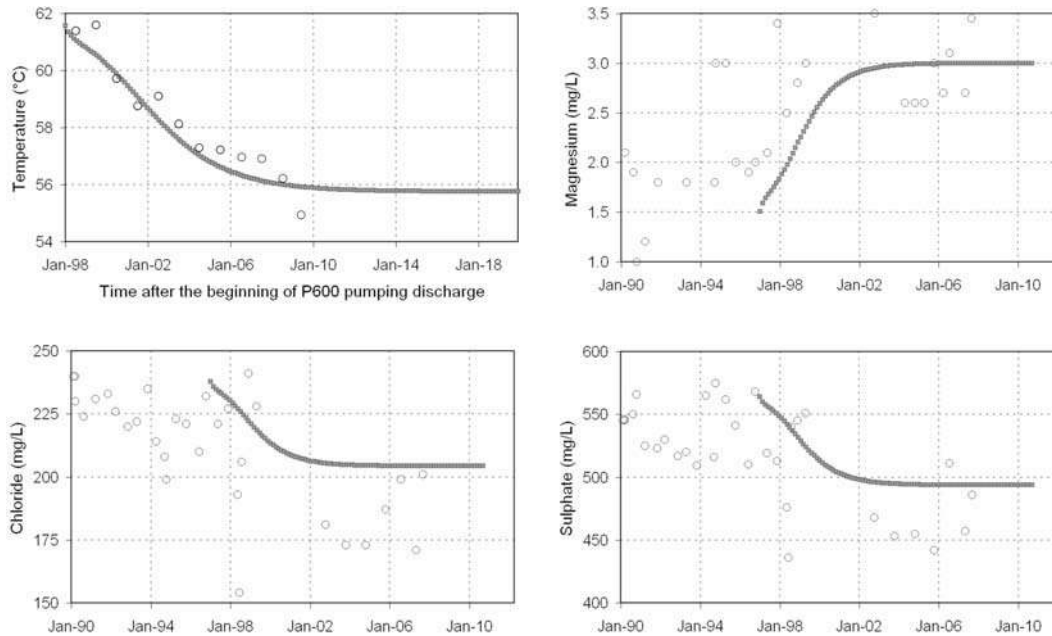 Temperature (°C)
62
60
58
56
54
Jan-98 Jan-02 Jan-06 Jan-10 Jan-14 Jan-18
Time after the beginning of P600 pumping discharge
Magnesium (mg/L)
3.5
3.0
2.5
2.0
1.5
1.0
Jan-90 Jan-94 Jan-98 Jan-02 Jan-06 Jan-10
Chloride (mg/L)
250
225
200
175
150
Jan-90 Jan-94 Jan-98 Jan-02 Jan-06 Jan-10
Sulphate (mg/L)
600
550
500
450
400
Jan-90 Jan-94 Jan-98 Jan-02 Jan-06 Jan-10